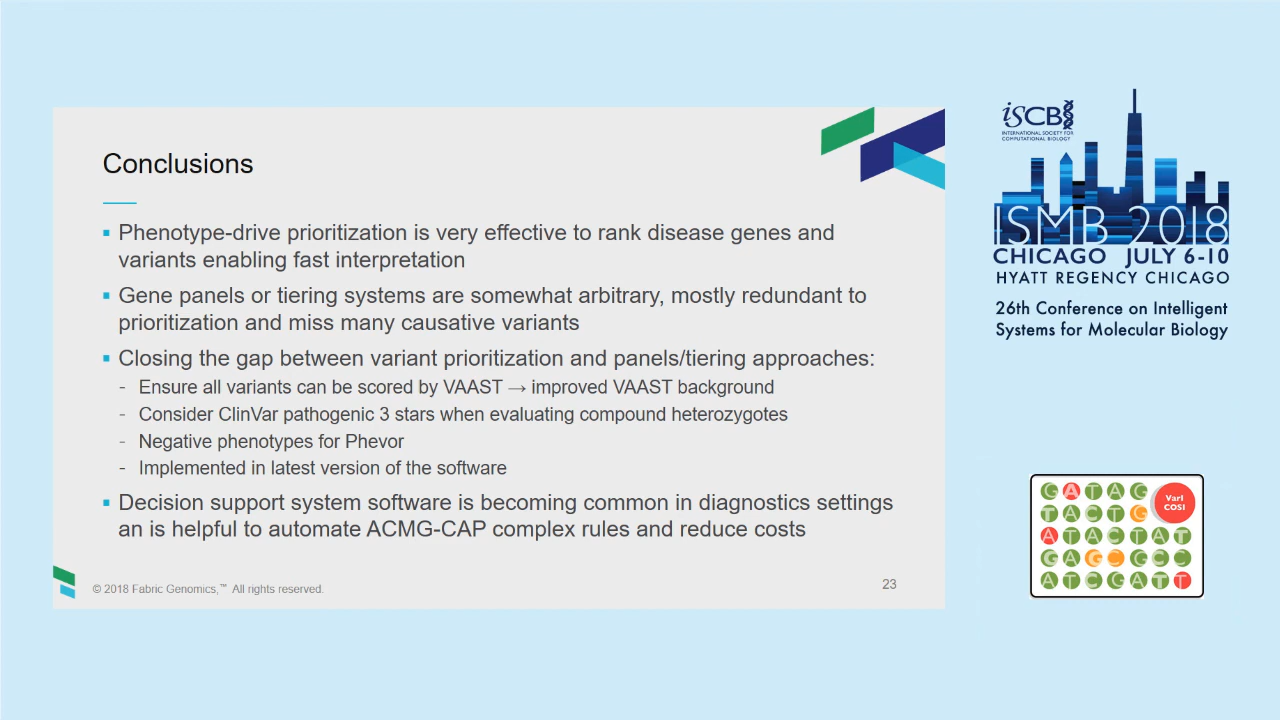 Conclusions
▪ Phenotype-drive prioritization is very effective to rank disease genes and
variants enabling fast interpretation
▪ Gene panels or tiering systems are somewhat arbitrary, mostly redundant to
prioritization and miss many causative variants
▪ Closing the gap between variant prioritization and panels/tiering approaches:
- Ensure all variants can be scored by VAAST → improved VAAST background
- Consider ClinVar pathogenic 3 stars when evaluating compound heterozygotes
- Negative phenotypes for Phevor
- Implemented in latest version of the software
▪ Decision support system software is becoming common in diagnostics settings
an is helpful to automate ACMG-CAP complex rules and reduce costs
© 2018 Fabric Genomics,™ All rights reserved.
23
iSCB
INTERNATIONAL SOCIETY FOR
COMPUTATIONAL BIOLOGY
ISMB 2018
CHICAGO JULY 6-10
HYATT REGENCY CHICAGO
26th Conference on Intelligent
Systems for Molecular Biology
GATAG
Vari
COSI
TACTG
ATACTAT
GAGCGCC
ATCGATT